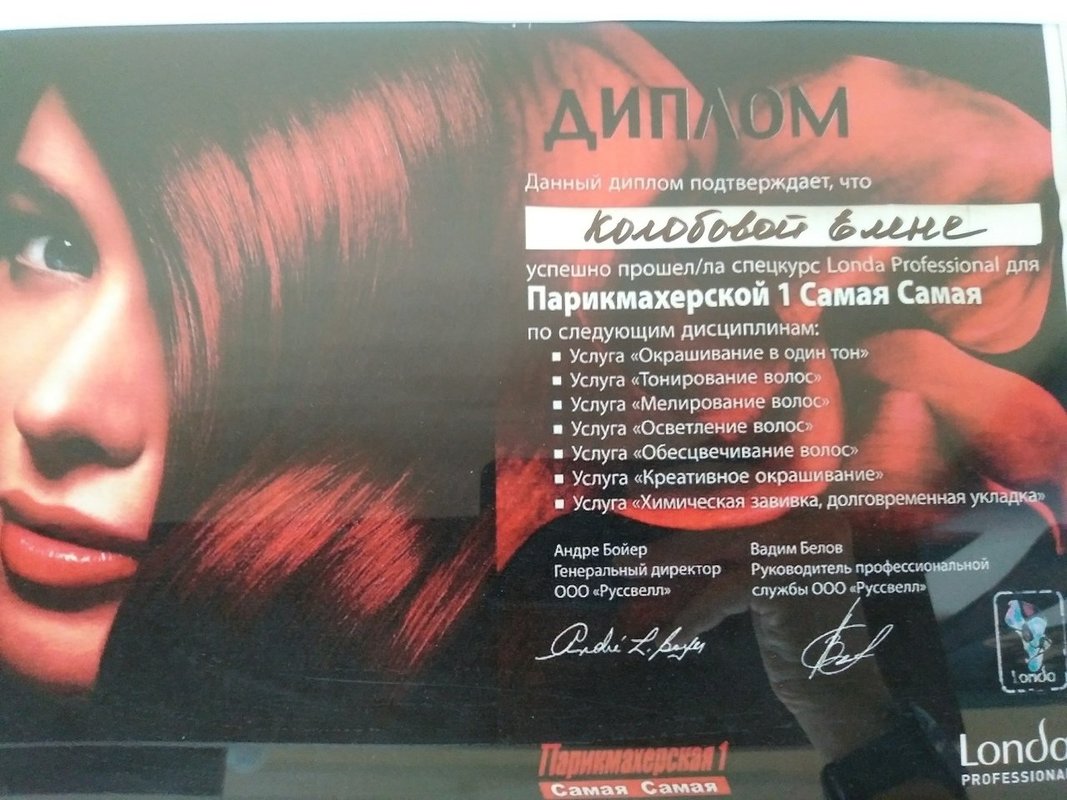 ДИПЛОМ
Данный диплом подтверждает, что
Колобовой Елене
успешно прошел/ла спецкурс Londa Professional для
Парикмахерской 1 Самая Самая
по следующим дисциплинам:
▪ Услуга «Окрашивание в один тон»
▪ Услуга «Тонирование волос»
▪ Услуга «Мелирование волос»
▪ Услуга «Осветление волос»
▪ Услуга «Обесцвечивание волос»
▪ Услуга «Креативное окрашивание»
▪ Услуга «Химическая завивка, долговременная укладка»
Андре Бойер
Генеральный директор
ООО «Руссвелл»
Вадим Белов
Руководитель профессиональной
службы ООО «Руссвелл»
André L. Boyer
Londa
Парикмахерская 1
Самая Самая
Londa
PROFESSIONAL